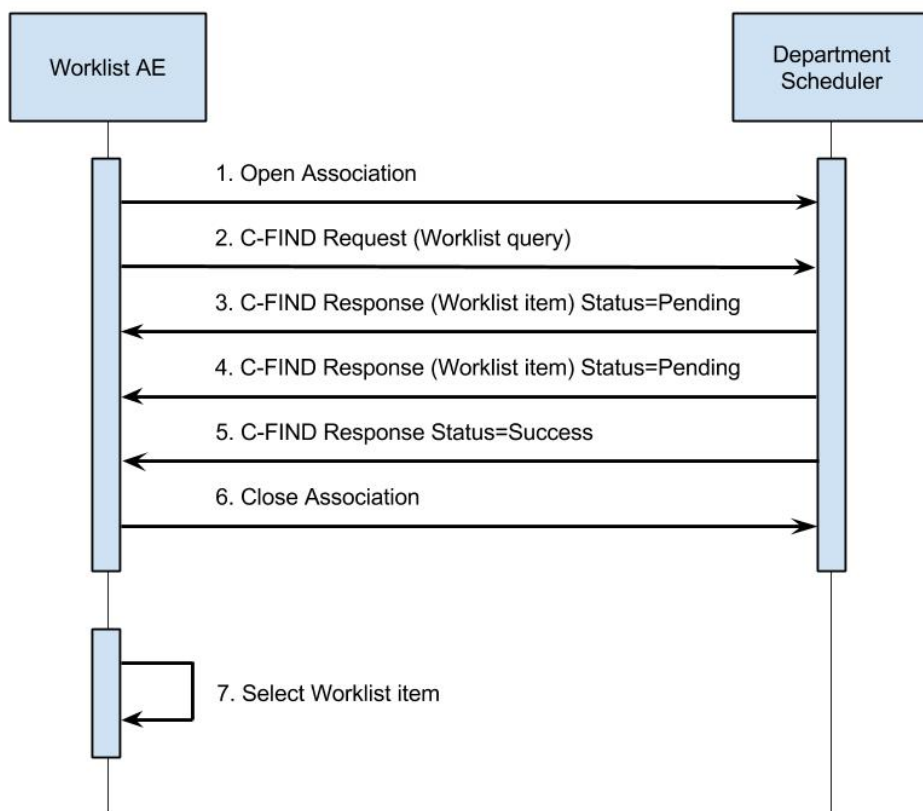 Worklist AE
Department
Scheduler
1. Open Association
2. C-FIND Request (Worklist query)
3. C-FIND Response (Worklist item) Status=Pending
4. C-FIND Response (Worklist item) Status=Pending
5. C-FIND Response Status=Success
6. Close Association
7. Select Worklist item